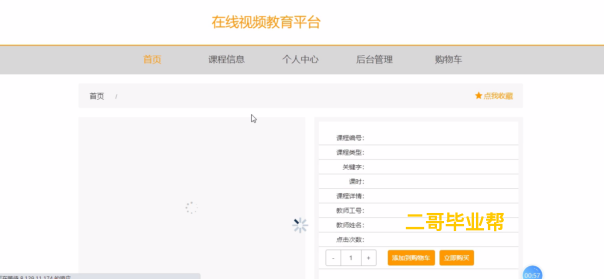 在线视频教育平台
首页 课程信息 个人中心 后台管理 购物车
首页 /
★ 点我收藏
课程编号：
课程类型：
关键字：
课时：
课程详情：
教师工号：
教师姓名：
点击次数：
二哥毕业帮
- 1 +
添加到购物车 立即购买
00:57